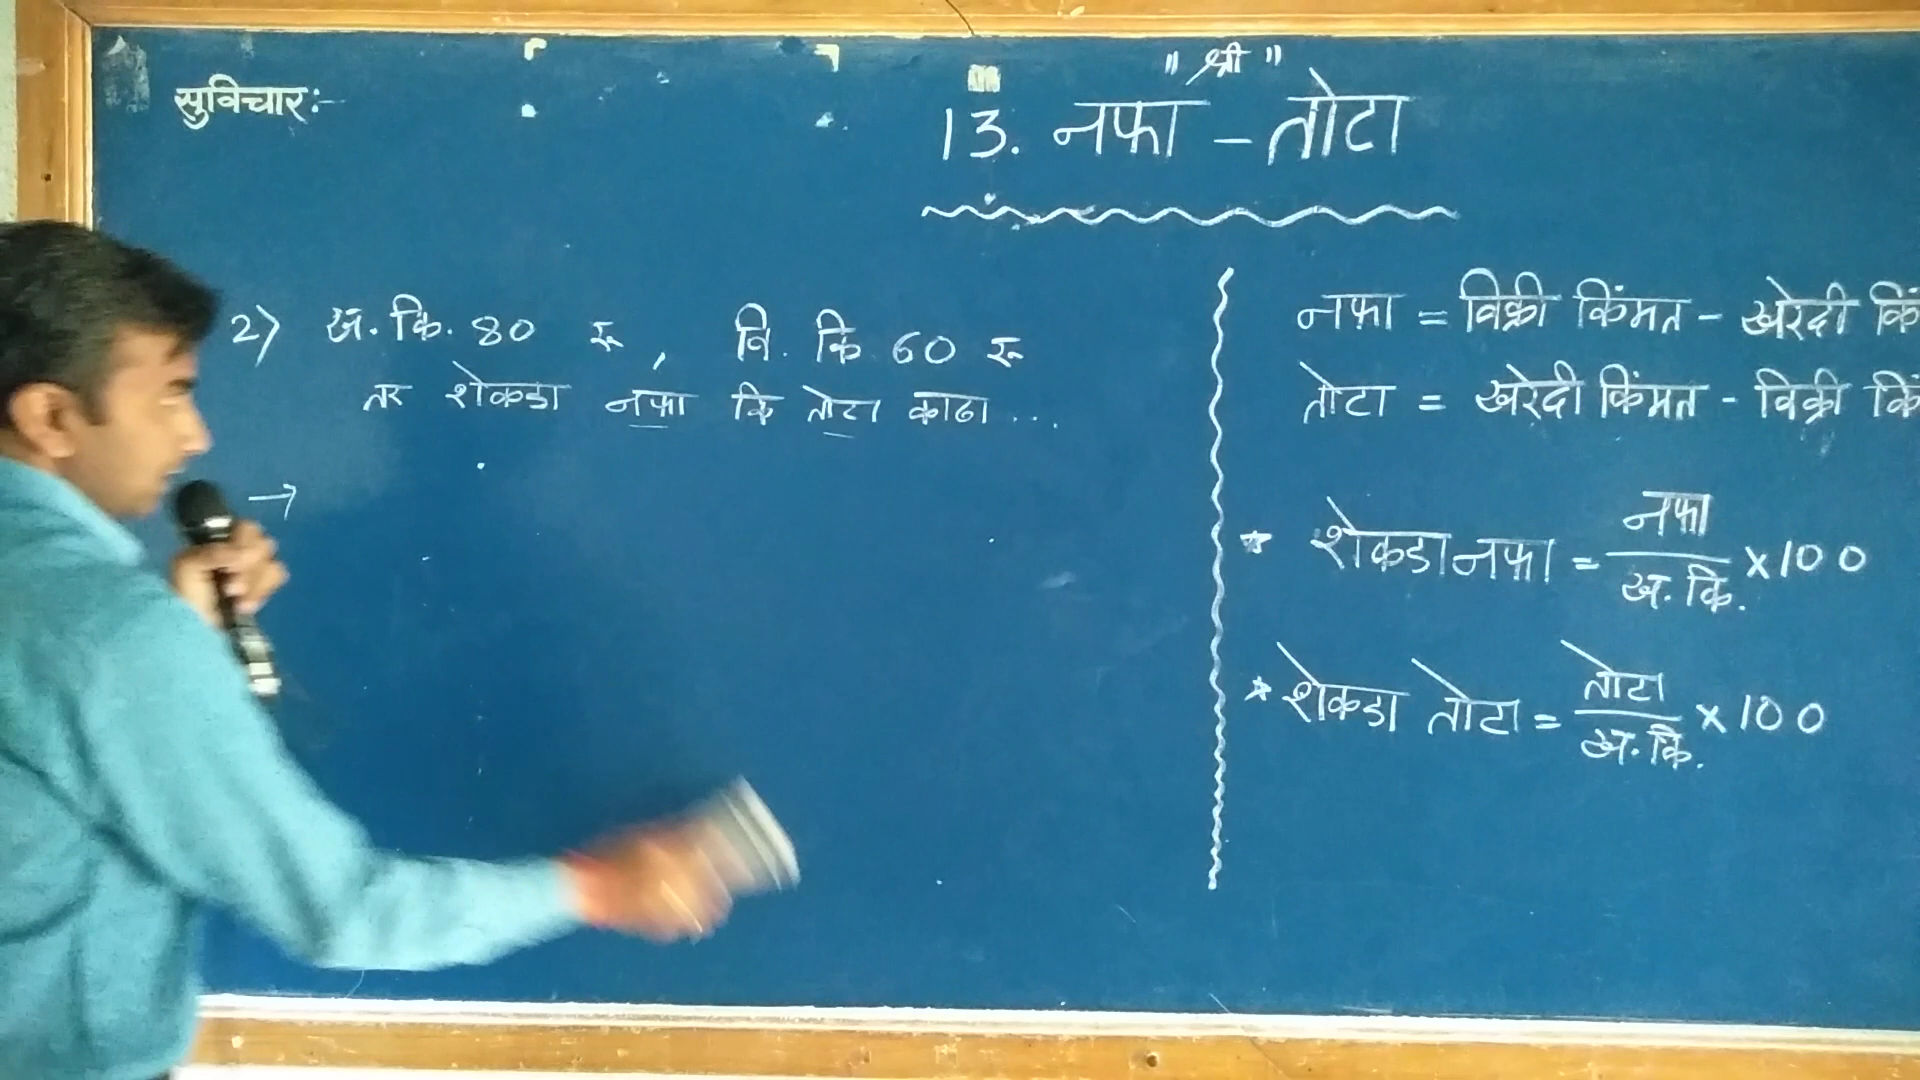 ॥ श्री ॥
सुविचार:-
13. नफा - तोटा
2) ख. कि. 80 रू , वि. कि 60 रू
तर शेकडा नफा कि तोटा काढा ...
→
नफा = विक्री किंमत - खरेदी किं
तोटा = खरेदी किंमत - विक्री किं
* शेकडा नफा = नफा / ख. कि. × 100
* शेकडा तोटा = तोटा / ख. कि. × 100